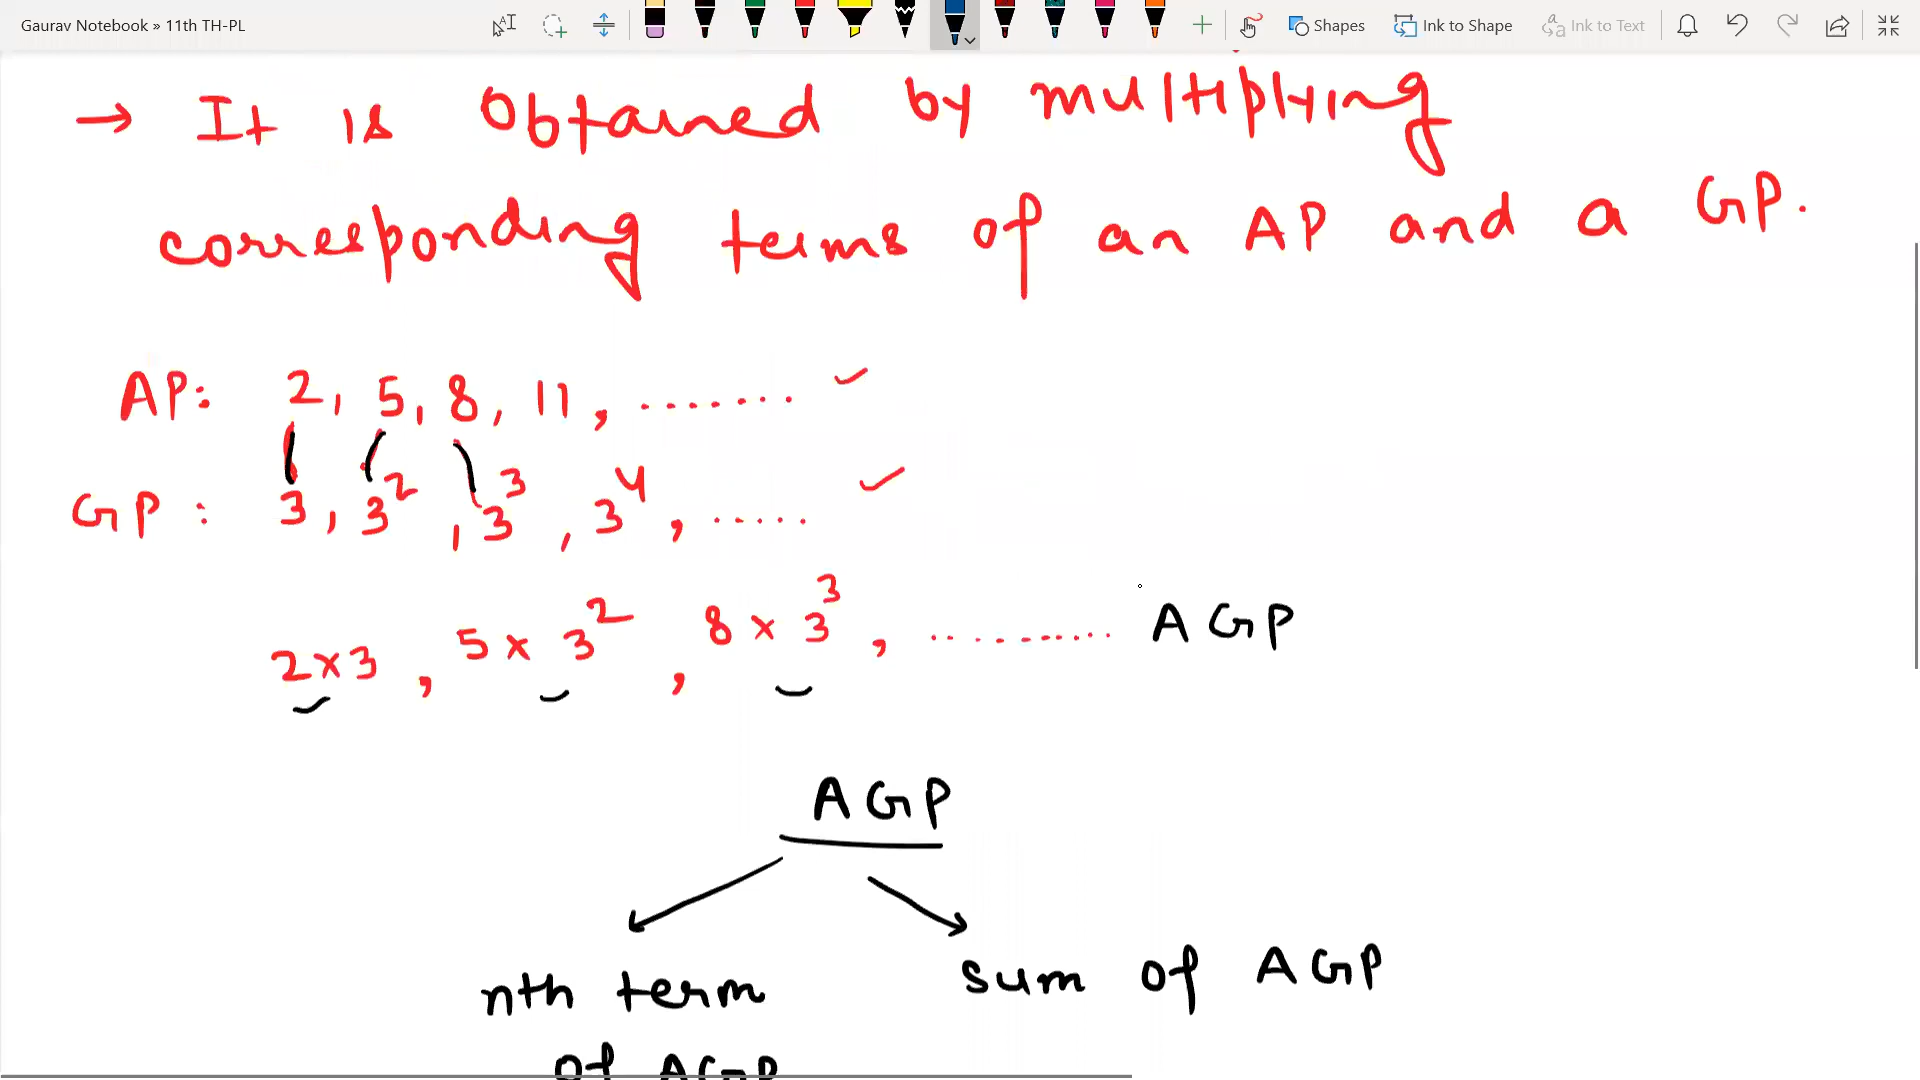 Gaurav Notebook » 11th TH-PL
Shapes
Ink to Shape
Ink to Text
→ It is Obtained by multiplying
corresponding terms of an AP and a GP.
AP: 2, 5, 8, 11, ........
GP: 3, 3², 3³, 3⁴, .....
2×3, 5×3², 8×3³, .......... AGP
AGP
nth term sum of AGP
of AGP